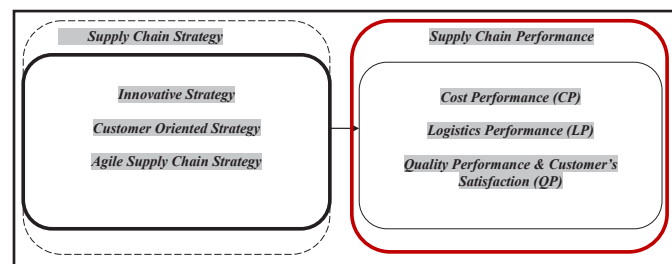 Supply Chain Strategy
Innovative Strategy
Customer Oriented Strategy
Agile Supply Chain Strategy
Supply Chain Performance
Cost Performance (CP)
Logistics Performance (LP)
Quality Performance & Customer's
Satisfaction (QP)